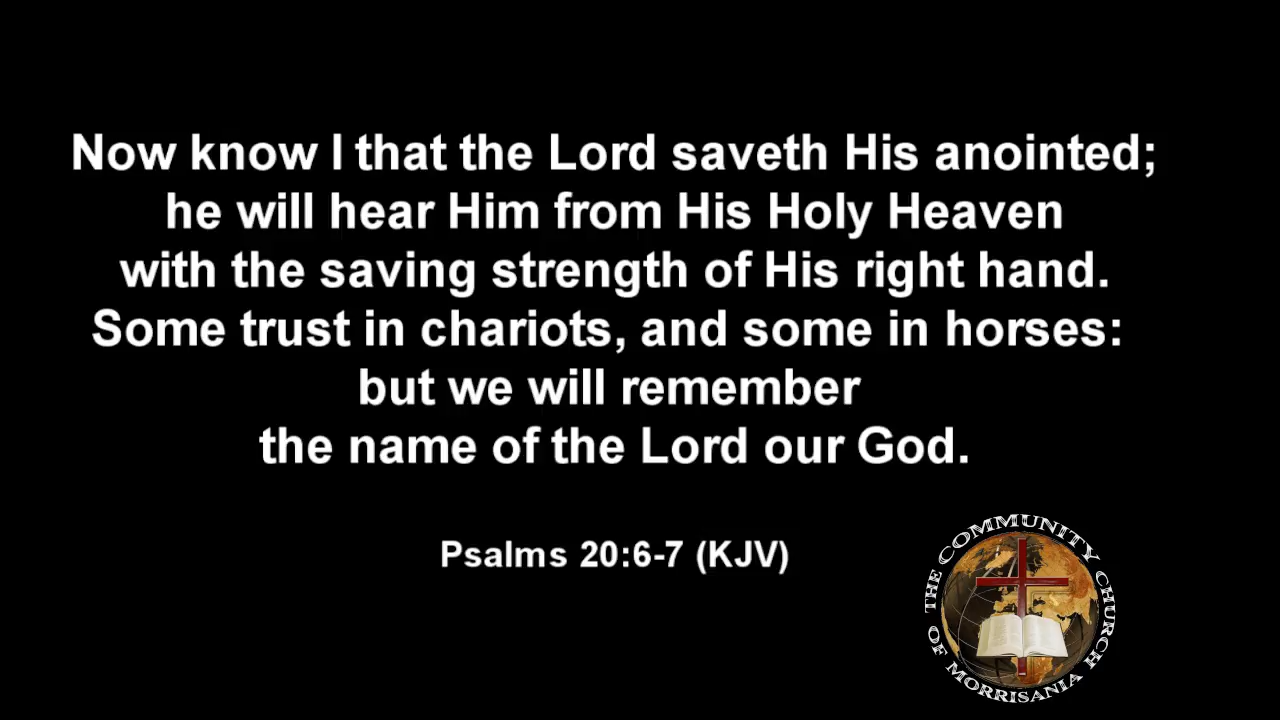 Now know I that the Lord saveth His anointed;
he will hear Him from His Holy Heaven
with the saving strength of His right hand.
Some trust in chariots, and some in horses:
but we will remember
the name of the Lord our God.
Psalms 20:6-7 (KJV)
THE COMMUNITY CHURCH
OF MORRISANIA